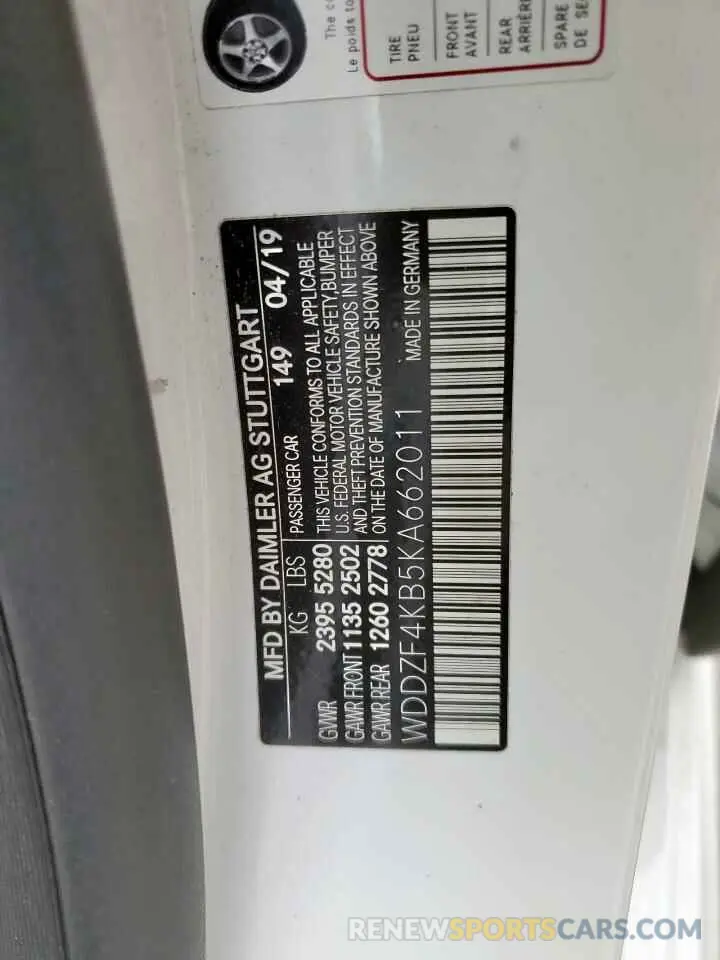 The
Le poids
TIRE
PNEU
FRONT
AVANT
REAR
SPARE
MFD BY DAIMLER AG STUTTGART
149 04/19
KG LBS PASSENGER CAR
GVWR 2395 5280 THIS VEHICLE CONFORMS TO ALL APPLICABLE
U.S. FEDERAL MOTOR VEHICLE SAFETY, BUMPER
GAWR FRONT 1135 2502 AND THEFT PREVENTION STANDARDS IN EFFECT
GAWR REAR 1260 2778 ON THE DATE OF MANUFACTURE SHOWN ABOVE
WDDZF4KB5KA662011 MADE IN GERMANY
RENEWSPORTSCARS.COM